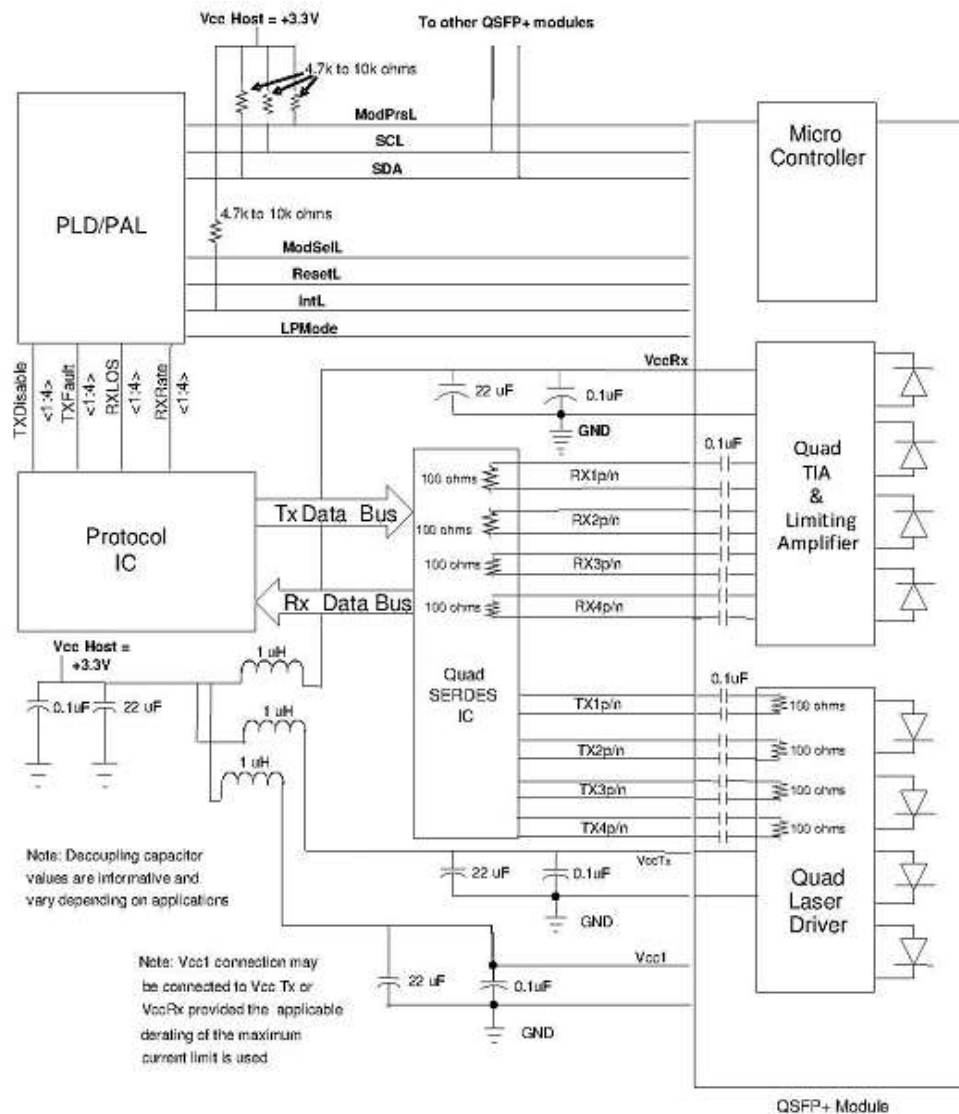 Vcc Host = +3.3V
To other QSFP+ modules
4.7k to 10k ohms
ModPrsL
SCL
SDA
Micro
Controller
PLD/PAL
4.7k to 10k ohms
ModSelL
ResetL
IntL
LPMode
TXDisable
<1:4>
TXFault
<1:4>
RXLOS
<1:4>
RXRate
<1:4>
VccRx
22 uF
0.1uF
GND
0.1uF
100 ohms
RX1p/n
100 ohms
RX2p/n
100 ohms
RX3p/n
100 ohms
RX4p/n
Quad
TIA
&
Limiting
Amplifier
Protocol
IC
Tx Data Bus
Rx Data Bus
Vcc Host =
+3.3V
1 uH
0.1uF
22 uF
1 uH
1 uH
Quad
SERDES
IC
0.1uF
TX1p/n
100 ohms
TX2p/n
100 ohms
TX3p/n
100 ohms
TX4p/n
100 ohms
Note: Decoupling capacitor
values are informative and
vary depending on applications
VccTx
22 uF
0.1uF
GND
Quad
Laser
Driver
Note: Vcc1 connection may
be connected to Vcc Tx or
VccRx provided the applicable
derating of the maximum
current limit is used
Vcc1
22 uF
0.1uF
GND
QSFP+ Module